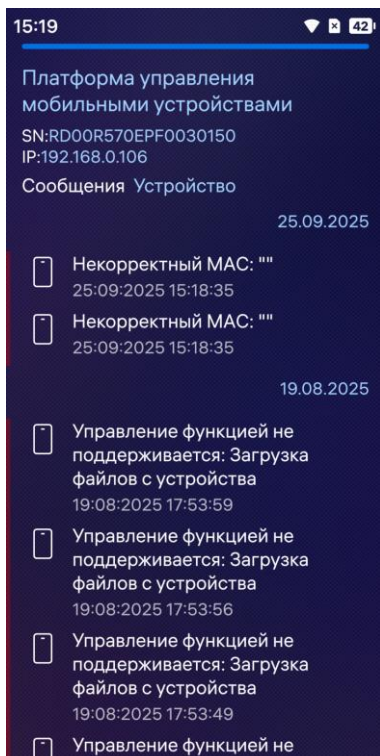 15:19
42
Платформа управления
мобильными устройствами
SN:RD00R570EPF0030150
IP:192.168.0.106
Сообщения Устройство
25.09.2025
Некорректный MAC: ""
25:09:2025 15:18:35
Некорректный MAC: ""
25:09:2025 15:18:35
19.08.2025
Управление функцией не
поддерживается: Загрузка
файлов с устройства
19:08:2025 17:53:59
Управление функцией не
поддерживается: Загрузка
файлов с устройства
19:08:2025 17:53:56
Управление функцией не
поддерживается: Загрузка
файлов с устройства
19:08:2025 17:53:49
Управление функцией не